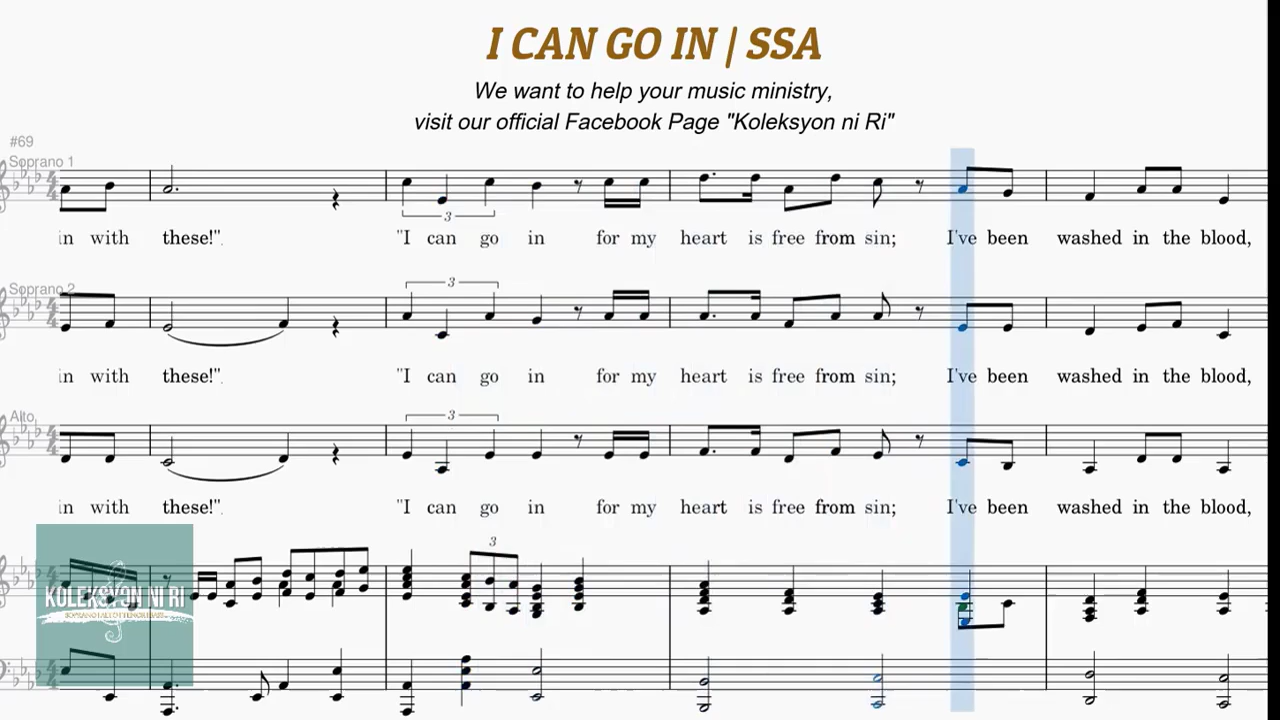 I CAN GO IN | SSA
We want to help your music ministry,
visit our official Facebook Page "Koleksyon ni Ri"
#69
Soprano 1
3
in with these!" "I can go in for my heart is free from sin; I've been washed in the blood,
Soprano 2
3
in with these!" "I can go in for my heart is free from sin; I've been washed in the blood,
Alto
3
in with these!" "I can go in for my heart is free from sin; I've been washed in the blood,
3
KOLEKSYON NI RI